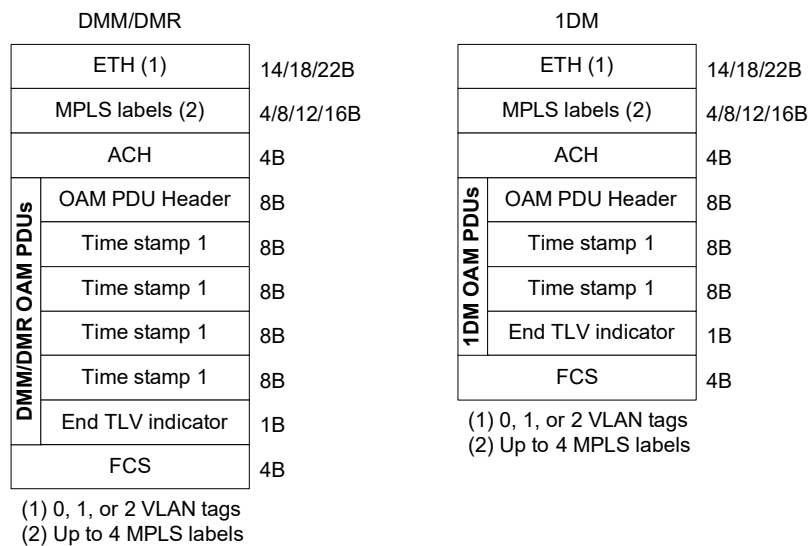 DMM/DMR
ETH (1) 14/18/22B
MPLS labels (2) 4/8/12/16B
ACH 4B
DMM/DMR OAM PDUs
OAM PDU Header 8B
Time stamp 1 8B
Time stamp 1 8B
Time stamp 1 8B
Time stamp 1 8B
End TLV indicator 1B
FCS 4B
(1) 0, 1, or 2 VLAN tags
(2) Up to 4 MPLS labels
1DM
ETH (1) 14/18/22B
MPLS labels (2) 4/8/12/16B
ACH 4B
1DM OAM PDUs
OAM PDU Header 8B
Time stamp 1 8B
Time stamp 1 8B
End TLV indicator 1B
FCS 4B
(1) 0, 1, or 2 VLAN tags
(2) Up to 4 MPLS labels